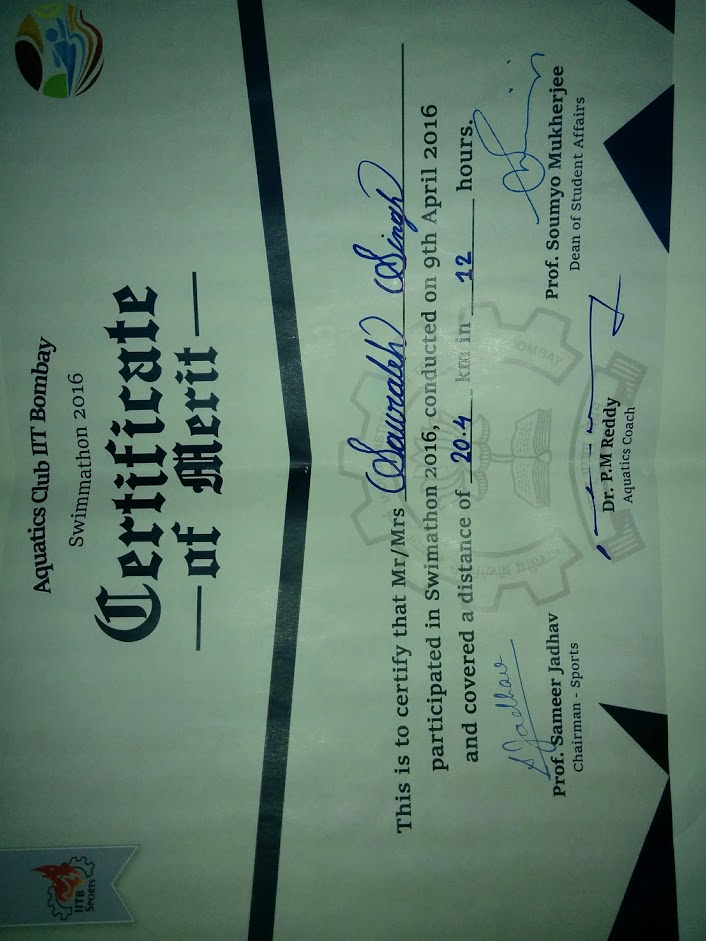 IITB
SPORTS
Aquatics Club IIT Bombay
Swimmathon 2016
Certificate
of Merit
This is to certify that Mr/Mrs Saurabh Singh
participated in Swimathon 2016, conducted on 9th April 2016
and covered a distance of 20.4 km in 12 hours.
BOMBAY
SJadhav
Prof. Sameer Jadhav
Chairman - Sports
Dr. P.M Reddy
Aquatics Coach
Prof. Soumyo Mukherjee
Dean of Student Affairs